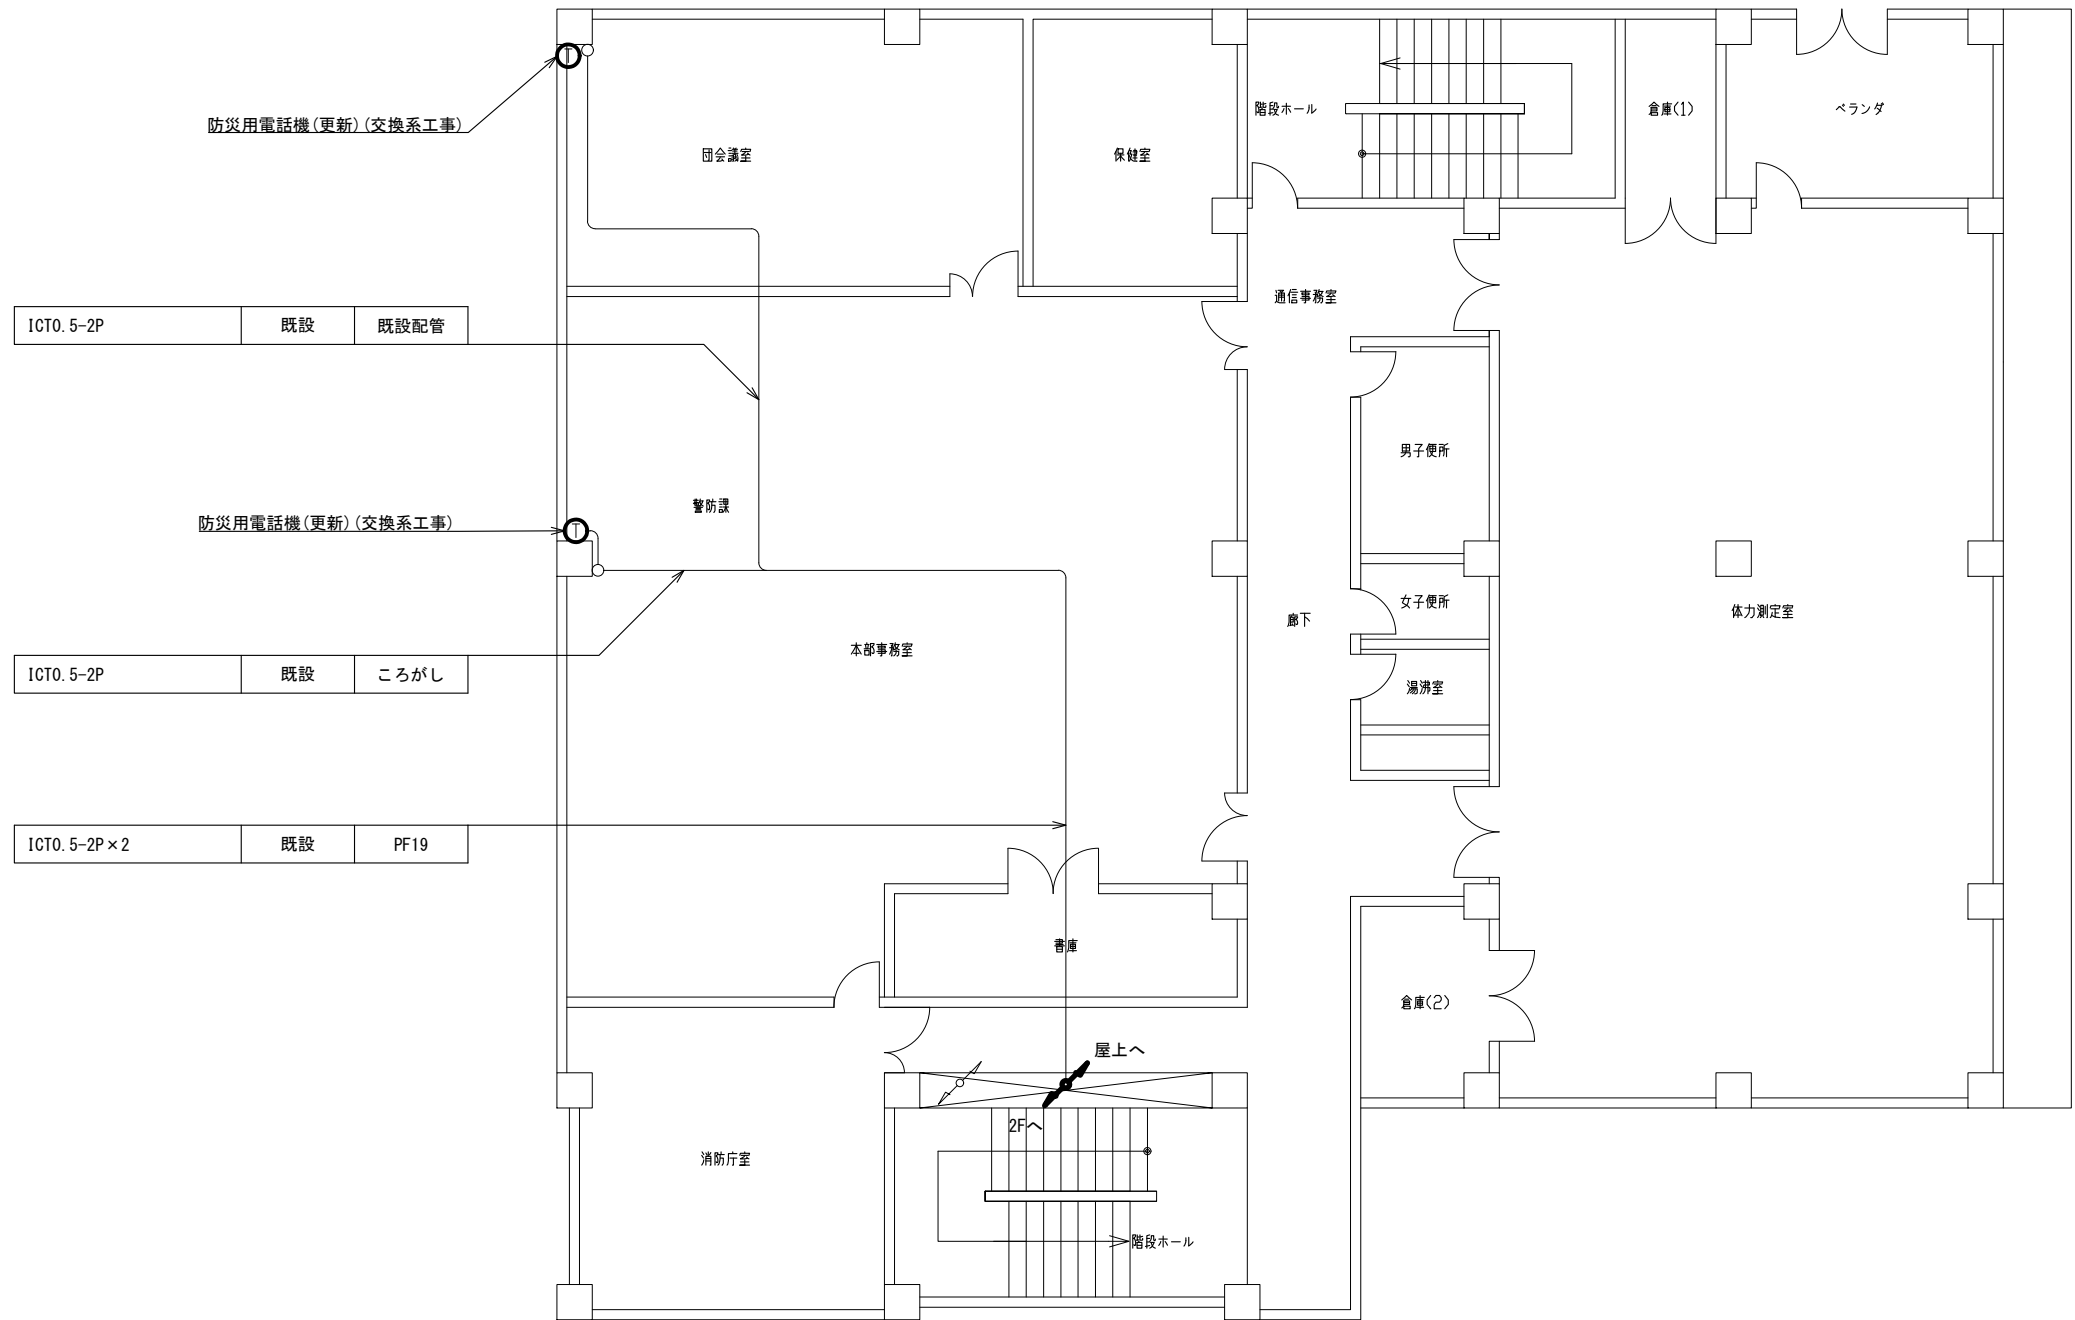 階段ホール
倉庫(1)
ベランダ
防災用電話機(更新)(交換系工事)
団会議室
保健室
通信事務室
ICT0.5-2P 既設 既設配管
男子便所
警防課
防災用電話機(更新)(交換系工事)
女子便所
体力測定室
廊下
本部事務室
ICT0.5-2P 既設 ころがし
湯沸室
ICT0.5-2P×2 既設 PF19
書庫
倉庫(2)
屋上へ
2Fへ
消防庁室
階段ホール